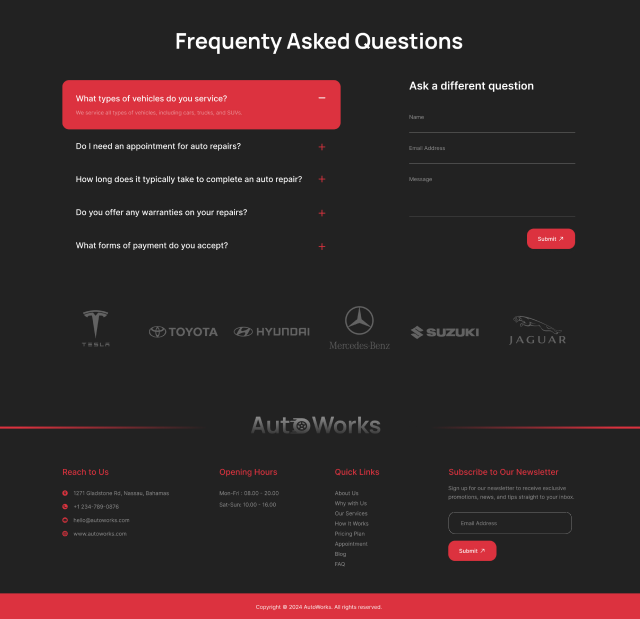 Frequenty Asked Questions
What types of vehicles do you service?
We service all types of vehicles, including cars, trucks, and SUVs.
Do I need an appointment for auto repairs?
How long does it typically take to complete an auto repair?
Do you offer any warranties on your repairs?
What forms of payment do you accept?
Ask a different question
Name
Email Address
Message
Submit
TESLA
TOYOTA
HYUNDAI
Mercedes-Benz
SUZUKI
JAGUAR
AutoWorks
Reach to Us
1271 Gladstone Rd, Nassau, Bahamas
+1 234-789-0876
hello@autoworks.com
www.autoworks.com
Opening Hours
Mon-Fri : 08.00 - 20.00
Sat-Sun: 10.00 - 16.00
Quick Links
About Us
Why with Us
Our Services
How It Works
Pricing Plan
Appointment
Blog
FAQ
Subscribe to Our Newsletter
Sign up for our newsletter to receive exclusive
promotions, news, and tips straight to your inbox.
Email Address
Submit
Copyright © 2024 AutoWorks. All rights reserved.